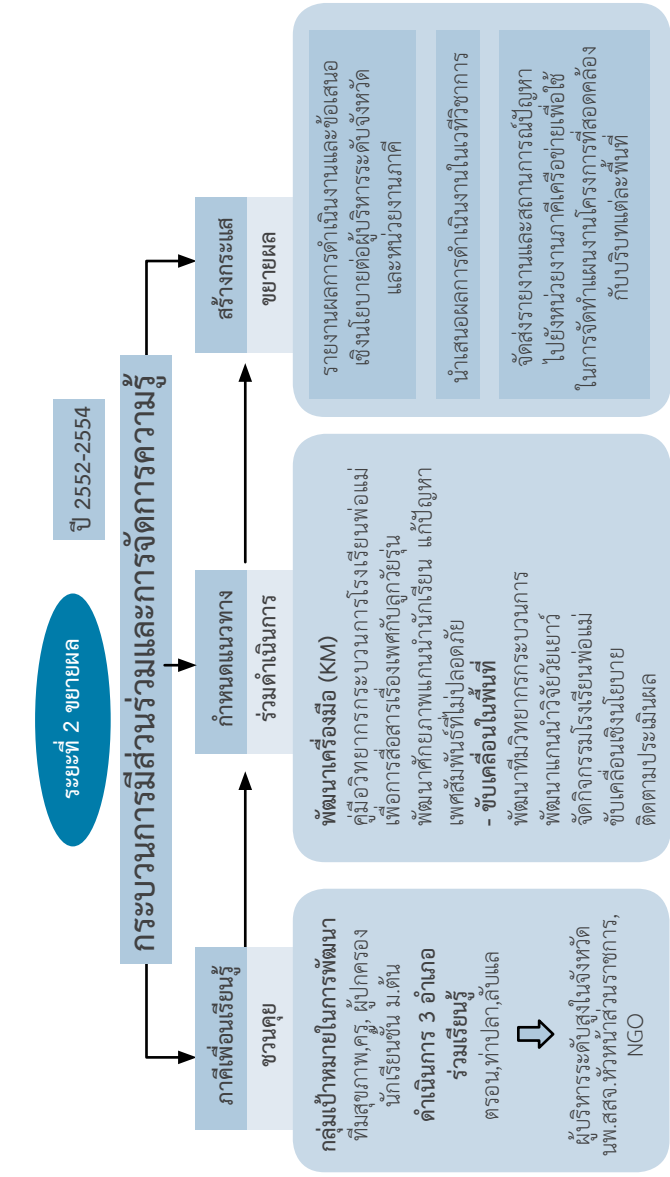 ระยะที่ 2 ขยายผล
ปี 2552-2554
กระบวนการมีส่วนร่วมและการจัดการความรู้
ภาคีเพื่อนเรียนรู้
ชวนคุย
กลุ่มเป้าหมายในการพัฒนา
ทีมสุขภาพ,ครู, ผู้ปกครอง
นักเรียนชั้น ม.ต้น
ดำเนินการ 3 อำเภอ
ร่วมเรียนรู้
ตรอน,ท่าปลา,ลับแล
ผู้บริหารระดับสูงในจังหวัด
นพ.สสจ.หัวหน้าส่วนราชการ,
NGO
กำหนดแนวทาง
ร่วมดำเนินการ
พัฒนาเครื่องมือ (KM)
คู่มือวิทยากรกระบวนการโรงเรียนพ่อแม่
เพื่อการสื่อสารเรื่องเพศกับลูกวัยรุ่น
พัฒนาศักยภาพแกนนำนักเรียน แก้ปัญหา
เพศสัมพันธ์ที่ไม่ปลอดภัย
- ขับเคลื่อนในพื้นที่
พัฒนาทีมวิทยากรกระบวนการ
พัฒนาแกนนำวิจัยวัยเยาว์
จัดกิจกรรมโรงเรียนพ่อแม่
ขับเคลื่อนเชิงนโยบาย
ติดตามประเมินผล
สร้างกระแส
ขยายผล
รายงานผลการดำเนินงานและข้อเสนอ
เชิงนโยบายต่อผู้บริหารระดับจังหวัด
และหน่วยงานภาคี
นำเสนอผลการดำเนินงานในเวทีวิชาการ
จัดส่งรายงานและสถานการณ์ปัญหา
ไปยังหน่วยงานภาคีเครือข่ายเพื่อใช้
ในการจัดทำแผนงานโครงการที่สอดคล้อง
กับบริบทแต่ละพื้นที่